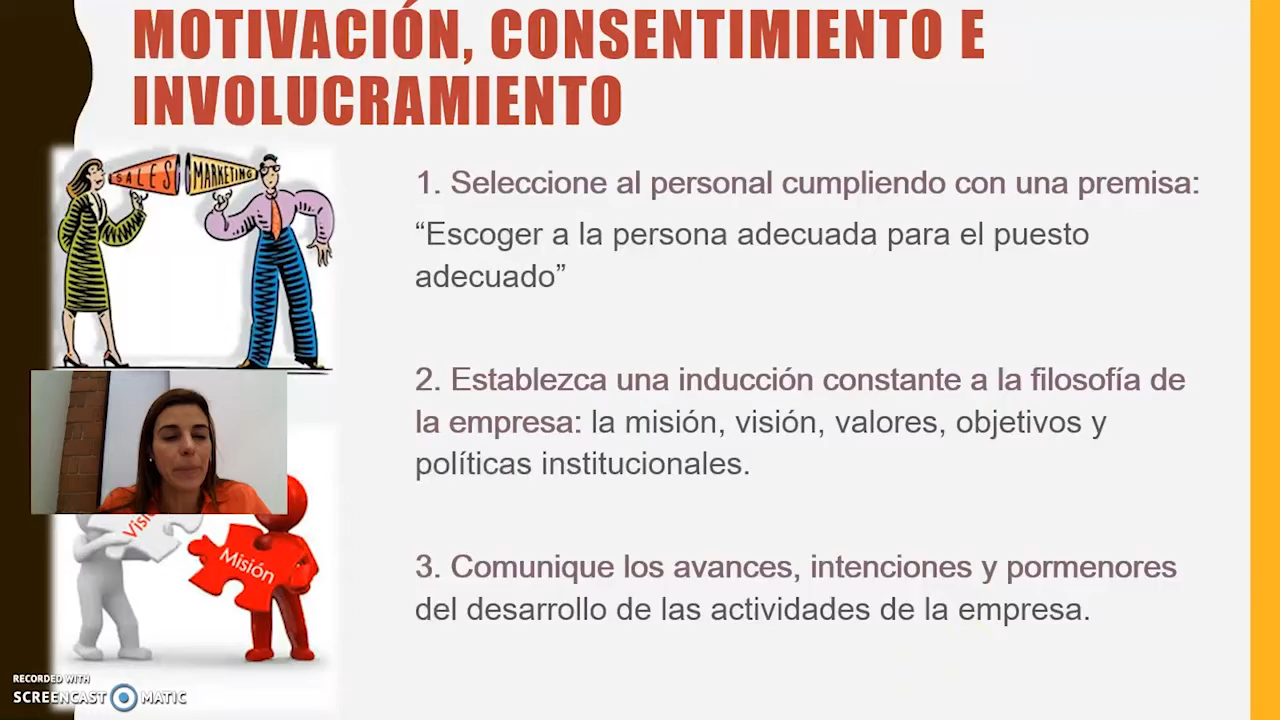 MOTIVACIÓN, CONSENTIMIENTO E
INVOLUCRAMIENTO
SALES
MARKETING
1. Seleccione al personal cumpliendo con una premisa:
“Escoger a la persona adecuada para el puesto
adecuado”
2. Establezca una inducción constante a la filosofía de
la empresa: la misión, visión, valores, objetivos y
políticas institucionales.
Misión
3. Comunique los avances, intenciones y pormenores
del desarrollo de las actividades de la empresa.
RECORDED WITH
SCREENCAST MATIC